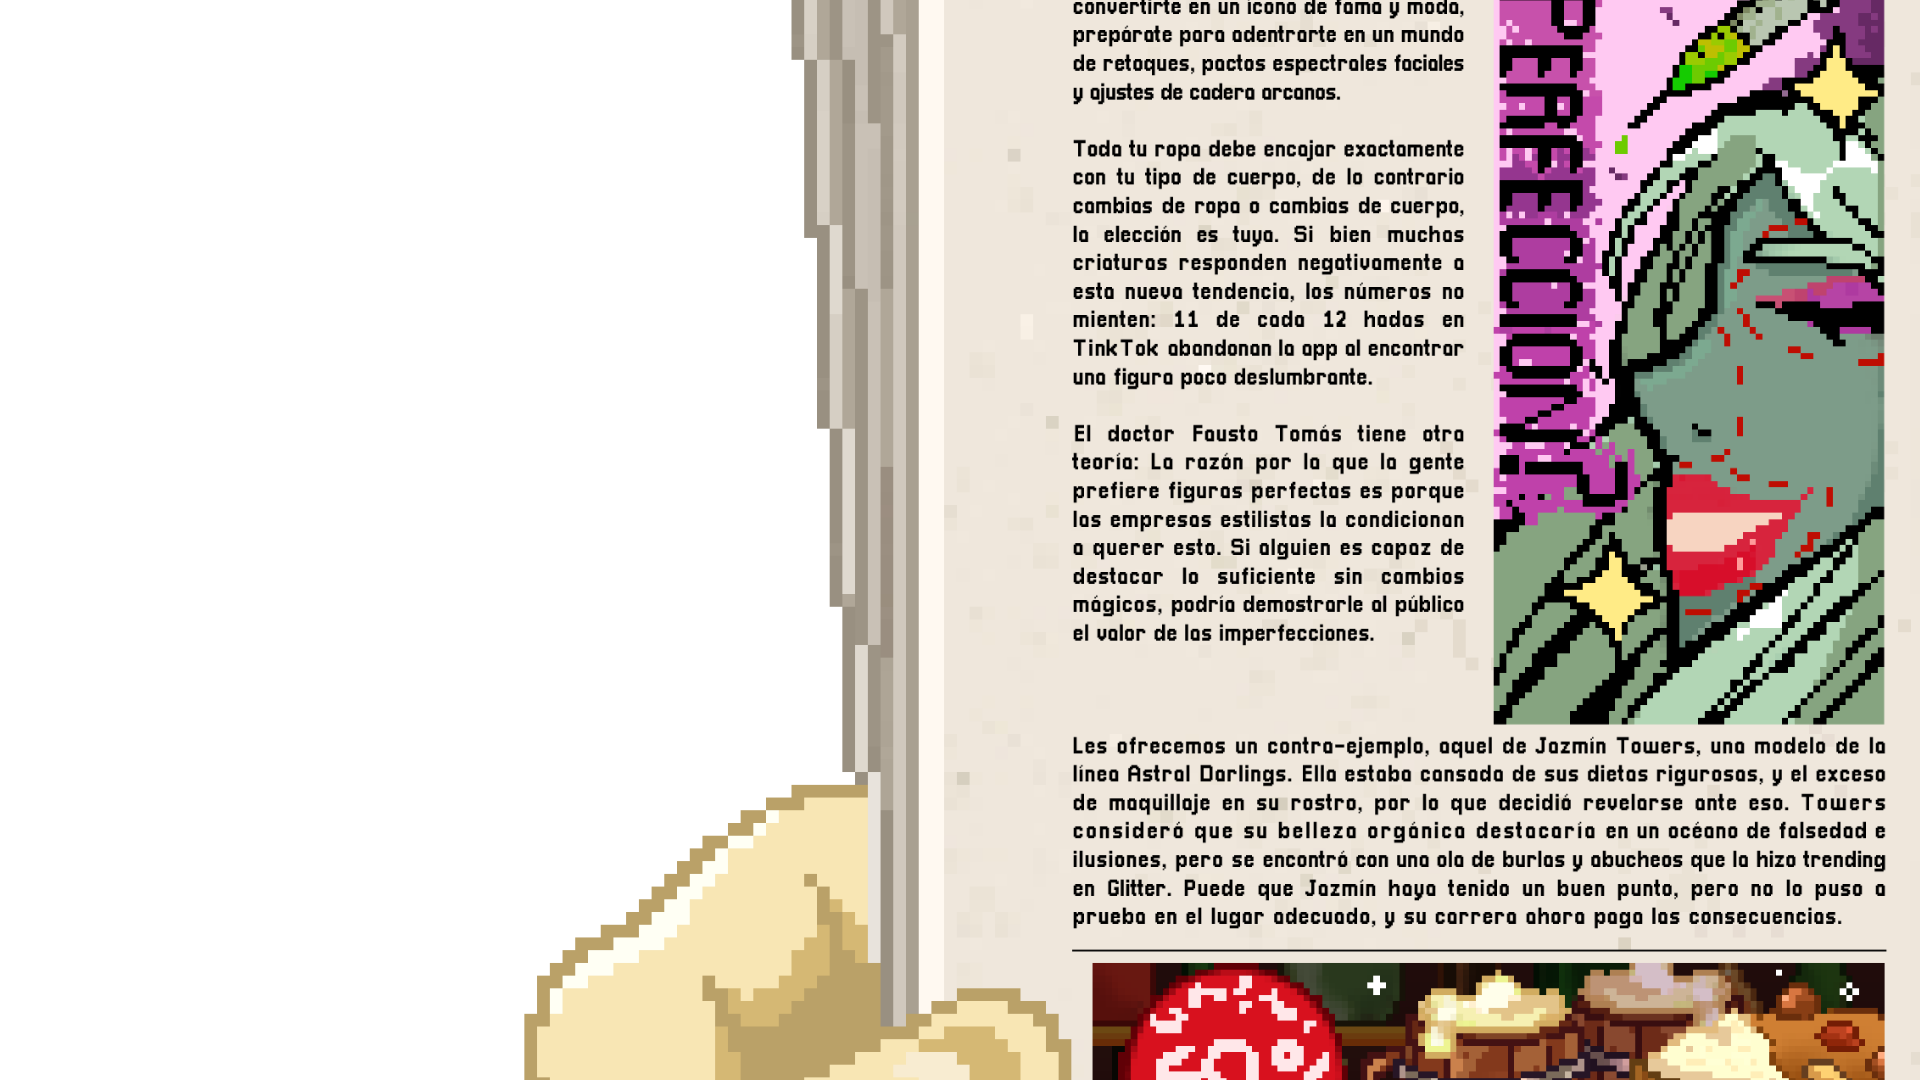 convertirte en un ícono de fama y moda,
prepárate para adentrarte en un mundo
de retoques, pactos espectrales faciales
y ajustes de cadera arcanos.
Toda tu ropa debe encajar exactamente
con tu tipo de cuerpo, de lo contrario
cambias de ropa o cambias de cuerpo,
la elección es tuya. Si bien muchas
criaturas responden negativamente a
esta nueva tendencia, los números no
mienten: 11 de cada 12 hadas en
TinkTok abandonan la app al encontrar
una figura poco deslumbrante.
El doctor Fausto Tomás tiene otra
teoría: La razón por la que la gente
prefiere figuras perfectas es porque
las empresas estilistas la condicionan
a querer esto. Si alguien es capaz de
destacar lo suficiente sin cambios
mágicos, podría demostrarle al público
el valor de las imperfecciones.
PERFECCION?
Les ofrecemos un contra-ejemplo, aquel de Jazmín Towers, una modelo de la
línea Astral Darlings. Ella estaba cansada de sus dietas rigurosas, y el exceso
de maquillaje en su rostro, por lo que decidió revelarse ante eso. Towers
consideró que su belleza orgánica destacaría en un océano de falsedad e
ilusiones, pero se encontró con una ola de burlas y abucheos que la hizo trending
en Glitter. Puede que Jazmín haya tenido un buen punto, pero no lo puso a
prueba en el lugar adecuado, y su carrera ahora paga las consecuencias.